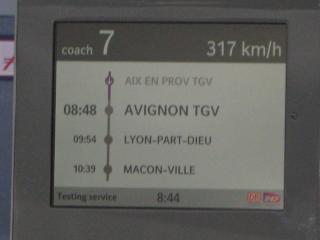 coach 7 317 km/h
AIX EN PROV TGV
08:48 AVIGNON TGV
09:54 LYON-PART-DIEU
10:39 MACON-VILLE
Testing service 8:44 SNCF